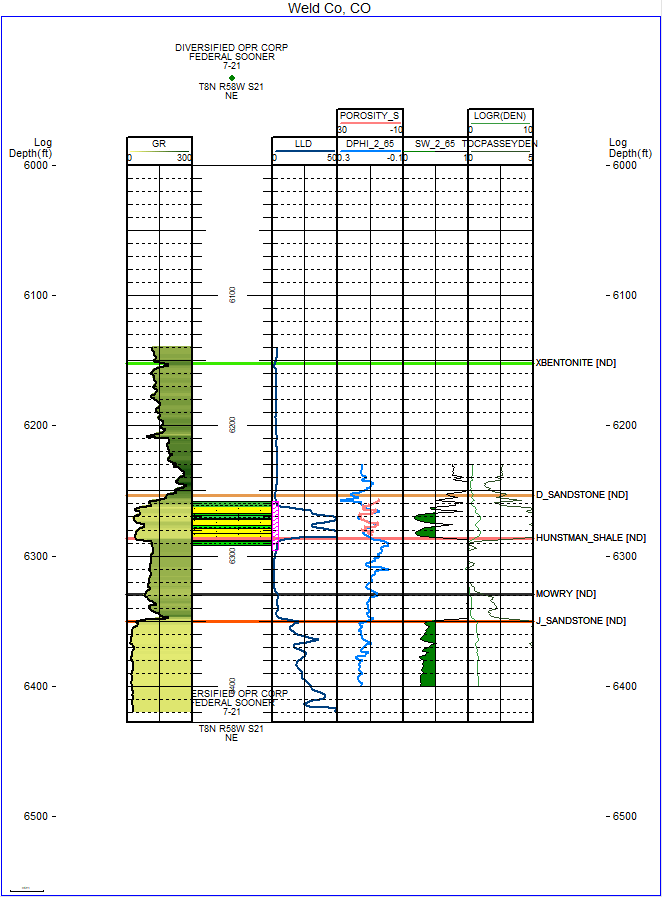 Weld Co, CO
DIVERSIFIED OPR CORP
FEDERAL SOONER
7-21
T8N R58W S21
NE
POROSITY_S
30 -10
LOGR(DEN)
0 10
Log
Depth(ft)
GR
0 300
LLD
0 50
DPHI_2_65
0.3 -0.1
SW_2_65
0 1
TOCPASSEYDEN
0 5
Log
Depth(ft)
6000 6000
6100 6100 6100
XBENTONITE [ND]
6200 6200 6200
D_SANDSTONE [ND]
HUNSTMAN_SHALE [ND]
6300 6300 6300
MOWRY [ND]
J_SANDSTONE [ND]
6400 6400
VERSIFIED OPR CORP
FEDERAL SOONER
7-21
T8N R58W S21
NE
6500 6500